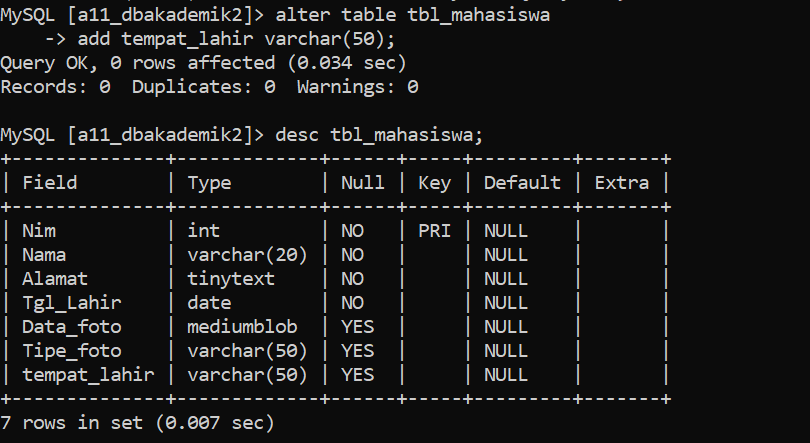 MySQL [a11_dbakademik2]> alter table tbl_mahasiswa
    -> add tempat_lahir varchar(50);
Query OK, 0 rows affected (0.034 sec)
Records: 0  Duplicates: 0  Warnings: 0

MySQL [a11_dbakademik2]> desc tbl_mahasiswa;
+--------------+-------------+------+-----+---------+-------+
| Field        | Type        | Null | Key | Default | Extra |
+--------------+-------------+------+-----+---------+-------+
| Nim          | int         | NO   | PRI | NULL    |       |
| Nama         | varchar(20) | NO   |     | NULL    |       |
| Alamat       | tinytext    | NO   |     | NULL    |       |
| Tgl_Lahir    | date        | NO   |     | NULL    |       |
| Data_foto    | mediumblob  | YES  |     | NULL    |       |
| Tipe_foto    | varchar(50) | YES  |     | NULL    |       |
| tempat_lahir | varchar(50) | YES  |     | NULL    |       |
+--------------+-------------+------+-----+---------+-------+
7 rows in set (0.007 sec)